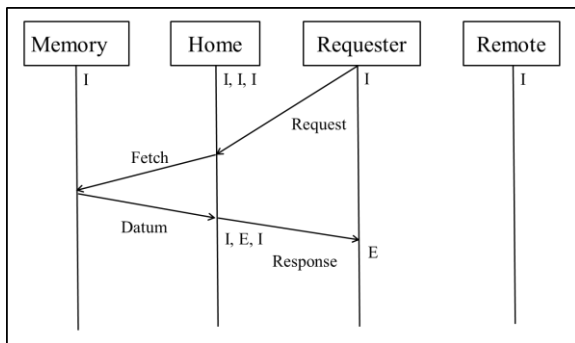 Memory Home Requester Remote
I I, I, I I I
Request
Fetch
Datum
I, E, I
Response
E